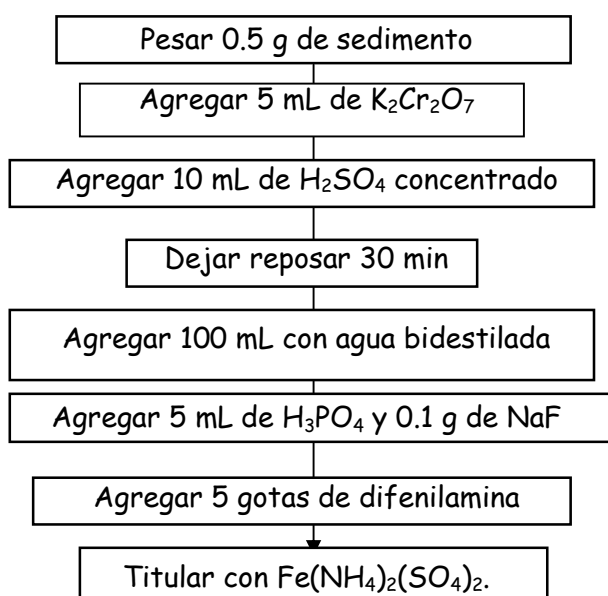 Pesar 0.5 g de sedimento
Agregar 5 mL de K₂Cr₂O₇
Agregar 10 mL de H₂SO₄ concentrado
Dejar reposar 30 min
Agregar 100 mL con agua bidestilada
Agregar 5 mL de H₃PO₄ y 0.1 g de NaF
Agregar 5 gotas de difenilamina
Titular con Fe(NH₄)₂(SO₄)₂.